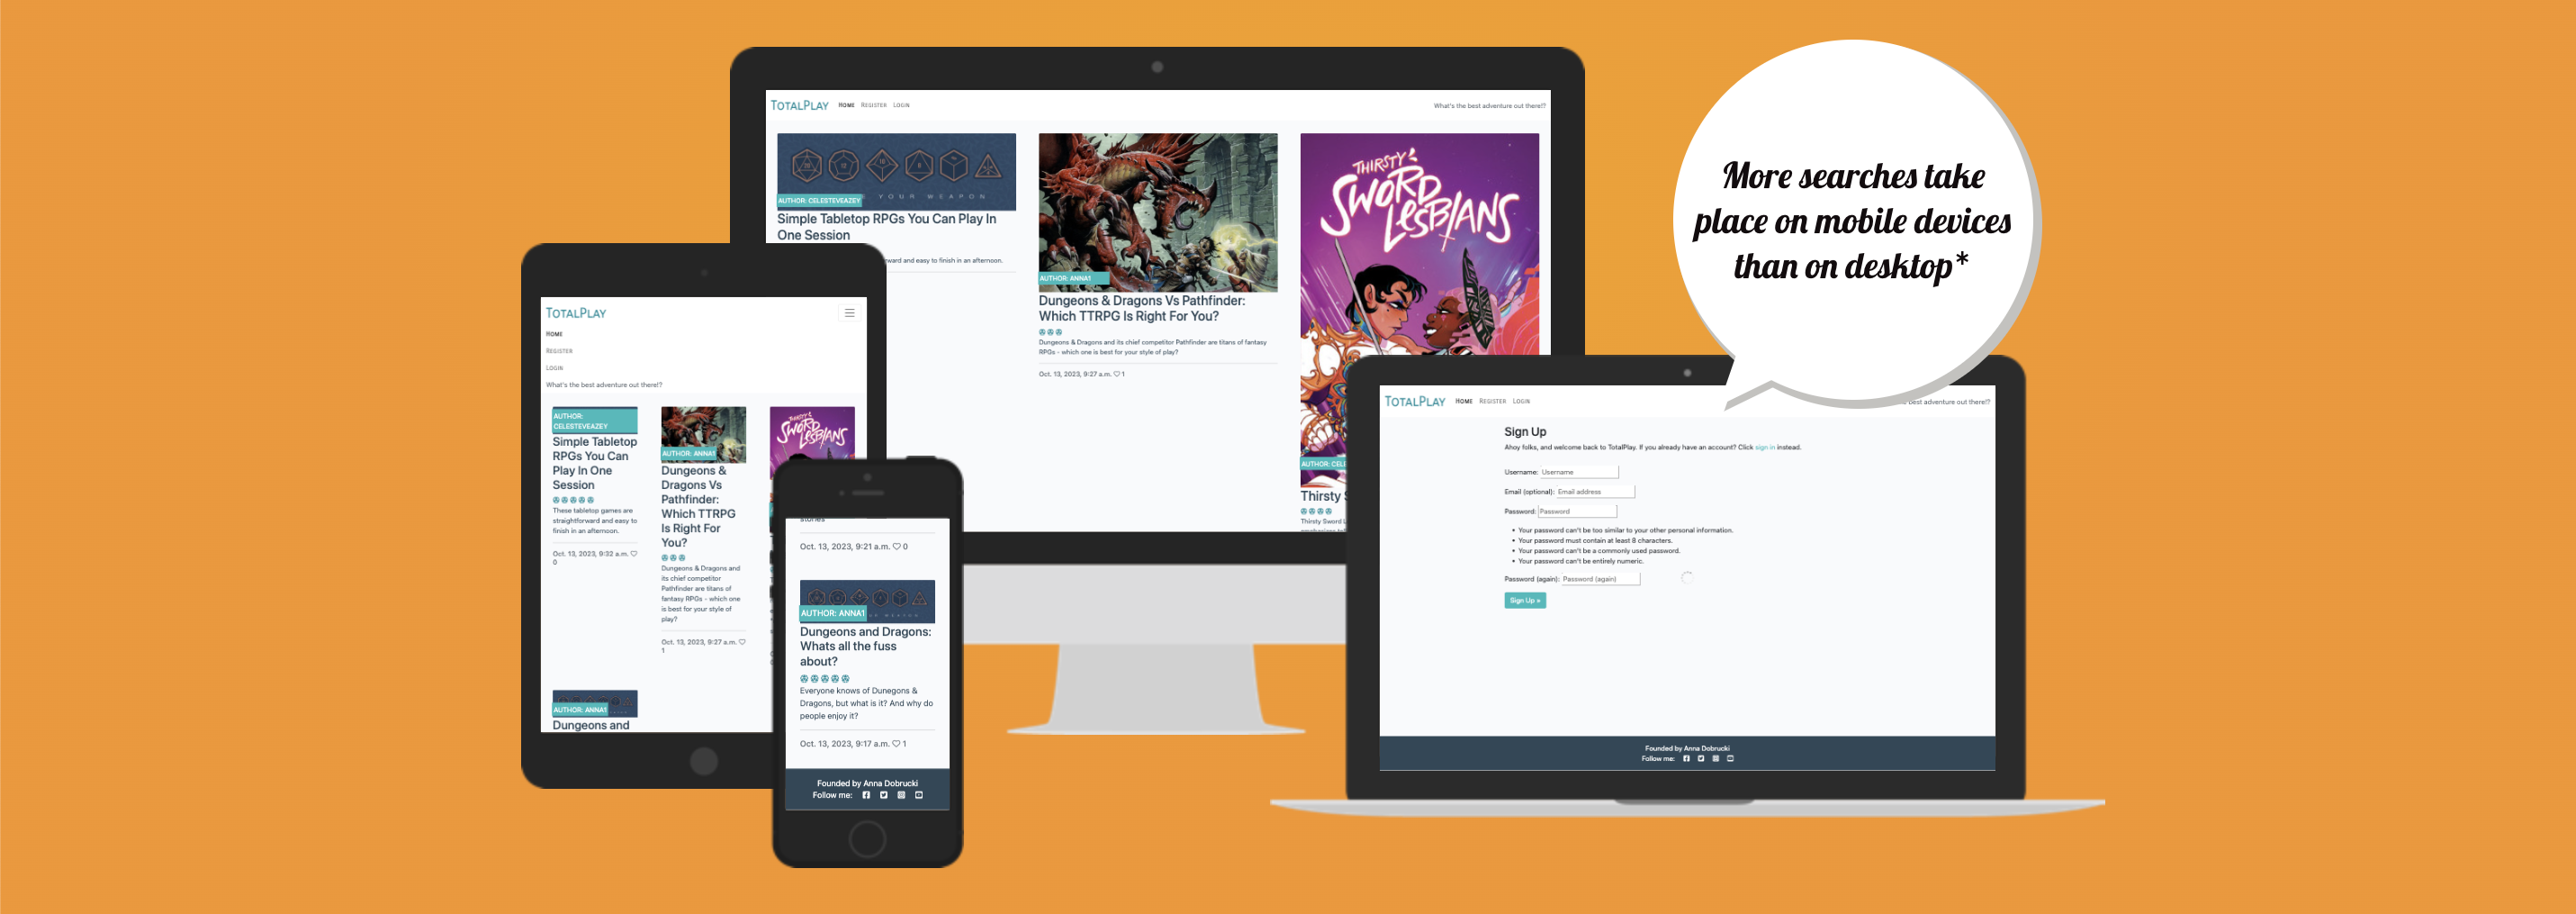 TOTALPLAY HOME REGISTER LOGIN What's the best adventure out there!?
YOUR WEAPON
AUTHOR: CELESTEVEAZEY
Simple Tabletop RPGs You Can Play In
One Session
and easy to finish in an afternoon.
AUTHOR: ANNA1
Dungeons & Dragons Vs Pathfinder:
Which TTRPG Is Right For You?
Dungeons & Dragons and its chief competitor Pathfinder are titans of fantasy
RPGs - which one is best for your style of play?
Oct. 13, 2023, 9:27 a.m. 1
THIRSTY
SWORD
LESBIANS
AUTHOR: CELE
Thirsty S
Thirsty Sword L
More searches take
place on mobile devices
than on desktop*
TOTALPLAY
HOME
REGISTER
LOGIN
What's the best adventure out there!?
AUTHOR:
CELESTEVEAZEY
Simple Tabletop
RPGs You Can
Play In One
Session
These tabletop games are
straightforward and easy to
finish in an afternoon.
Oct. 13, 2023, 9:32 a.m.
0
AUTHOR: ANNA1
Dungeons &
Dragons Vs
Pathfinder:
Which TTRPG
Is Right For
You?
Dungeons & Dragons and
its chief competitor
Pathfinder are titans of
fantasy RPGs - which one
is best for your style of
play?
Oct. 13, 2023, 9:27 a.m.
1
THIRSTY
SWORD
LESBIANS
AUTHOR: ANNA1
Dungeons and
stories
Oct. 13, 2023, 9:21 a.m. 0
AUTHOR: ANNA1
Dungeons and Dragons:
Whats all the fuss
about?
Everyone knows of Dunegons &
Dragons, but what is it? And why do
people enjoy it?
Oct. 13, 2023, 9:17 a.m. 1
Founded by Anna Dobrucki
Follow me:
TOTALPLAY HOME REGISTER LOGIN best adventure out there!?
Sign Up
Ahoy folks, and welcome back to TotalPlay. If you already have an account? Click sign in instead.
Username: Username
Email (optional): Email address
Password: Password
• Your password can't be too similar to your other personal information.
• Your password must contain at least 8 characters.
• Your password can't be a commonly used password.
• Your password can't be entirely numeric.
Password (again): Password (again)
Sign Up »
Founded by Anna Dobrucki
Follow me: